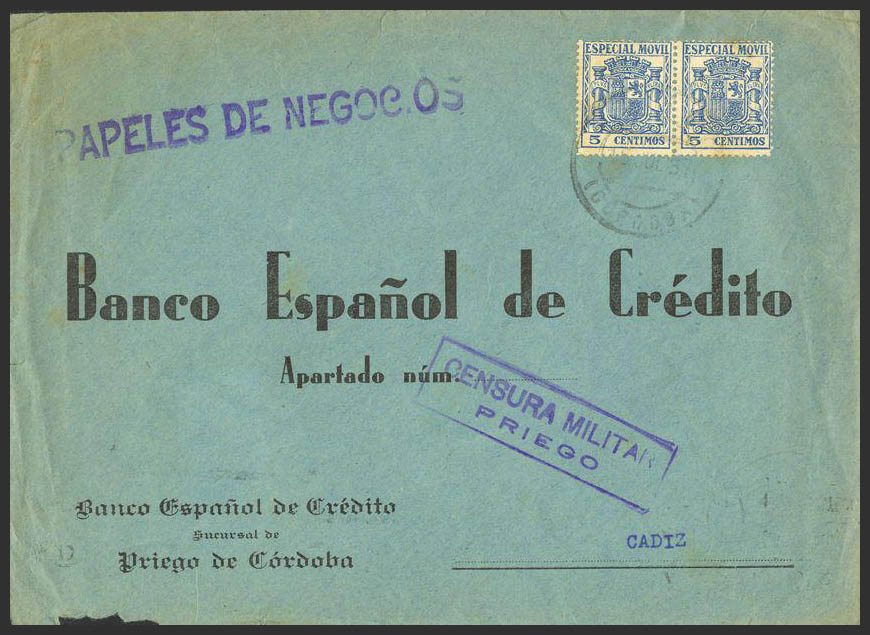 ESPECIAL MOVIL ESPECIAL MOVIL
5 CENTIMOS 5 CENTIMOS
PAPELES DE NEGOC.OS
(CORDOBA)
Banco Español de Crédito
Apartado núm.
CENSURA MILITAR
PRIEGO
Banco Español de Crédito
Sucursal de
Priego de Córdoba
CADIZ